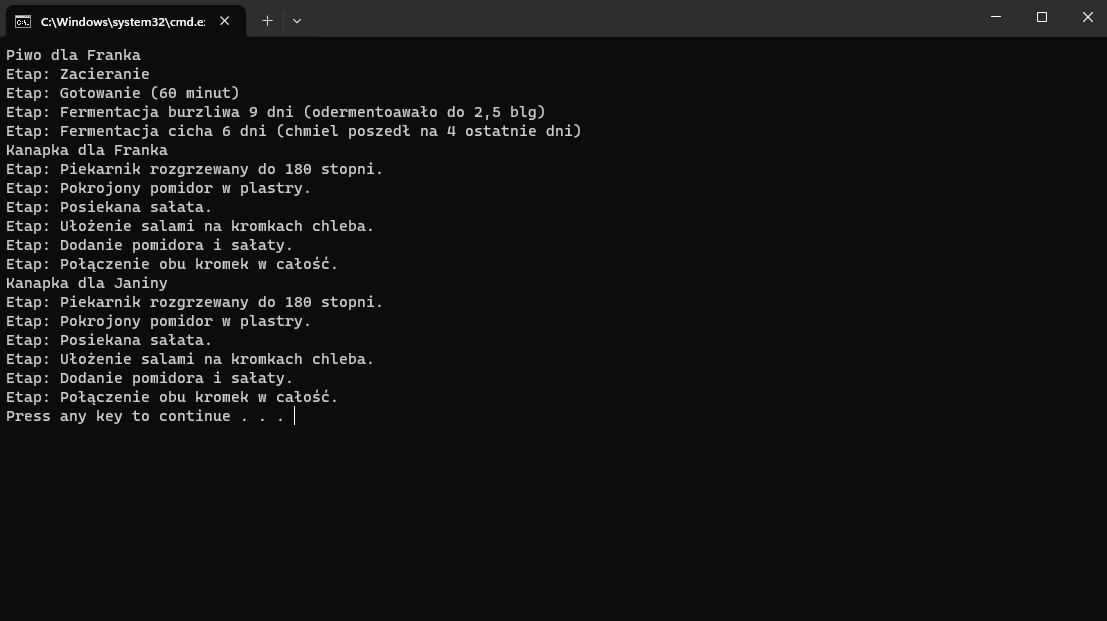 C:\Windows\system32\cmd.e:
Piwo dla Franka
Etap: Zacieranie
Etap: Gotowanie (60 minut)
Etap: Fermentacja burzliwa 9 dni (odermentoawało do 2,5 blg)
Etap: Fermentacja cicha 6 dni (chmiel poszedł na 4 ostatnie dni)
Kanapka dla Franka
Etap: Piekarnik rozgrzewany do 180 stopni.
Etap: Pokrojony pomidor w plastry.
Etap: Posiekana sałata.
Etap: Ułożenie salami na kromkach chleba.
Etap: Dodanie pomidora i sałaty.
Etap: Połączenie obu kromek w całość.
Kanapka dla Janiny
Etap: Piekarnik rozgrzewany do 180 stopni.
Etap: Pokrojony pomidor w plastry.
Etap: Posiekana sałata.
Etap: Ułożenie salami na kromkach chleba.
Etap: Dodanie pomidora i sałaty.
Etap: Połączenie obu kromek w całość.
Press any key to continue . . .